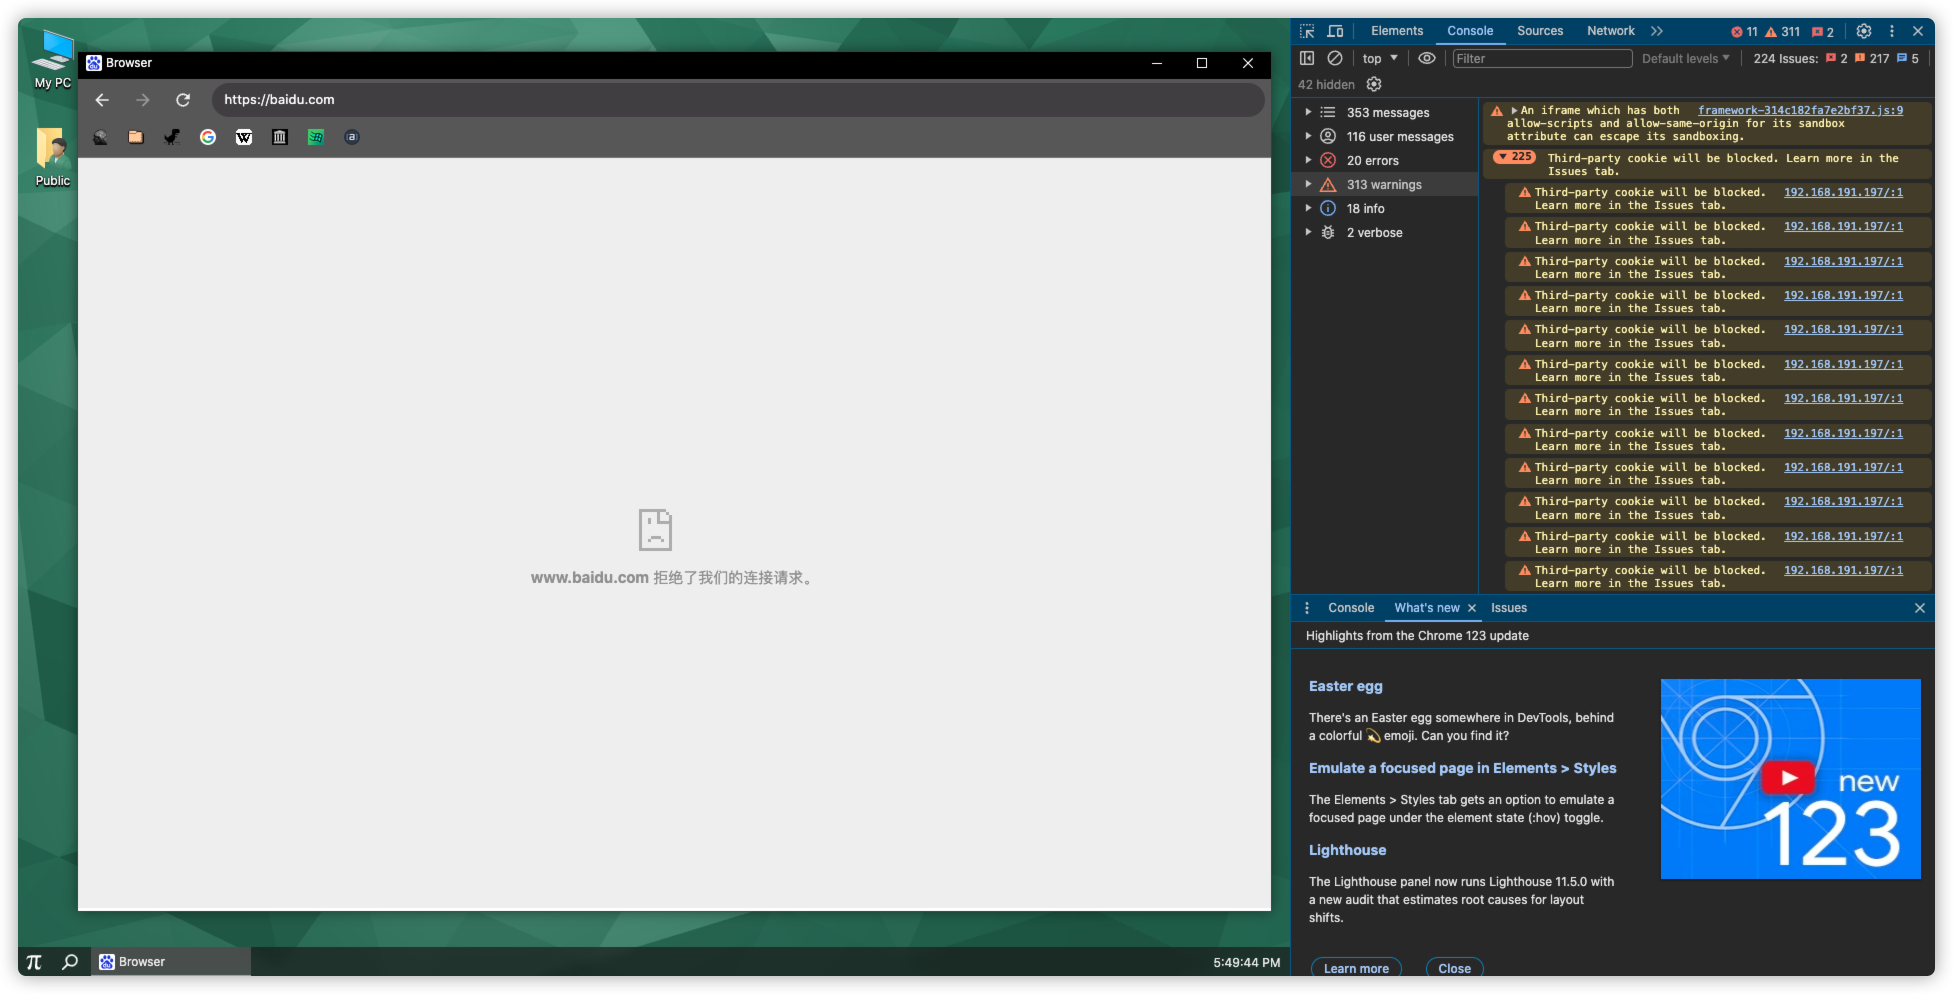 My PC
Public
Browser
https://baidu.com
www.baidu.com 拒绝了我们的连接请求。
Browser
5:49:44 PM
Elements
Console
Sources
Network
11
311
2
top
Filter
Default levels
224 Issues:
2
217
5
42 hidden
353 messages
116 user messages
20 errors
313 warnings
18 info
2 verbose
An iframe which has both framework-314c182fa7e2bf37.js:9
allow-scripts and allow-same-origin for its sandbox
attribute can escape its sandboxing.
225 Third-party cookie will be blocked. Learn more in the
Issues tab.
Third-party cookie will be blocked. 192.168.191.197/:1
Learn more in the Issues tab.
Third-party cookie will be blocked. 192.168.191.197/:1
Learn more in the Issues tab.
Third-party cookie will be blocked. 192.168.191.197/:1
Learn more in the Issues tab.
Third-party cookie will be blocked. 192.168.191.197/:1
Learn more in the Issues tab.
Third-party cookie will be blocked. 192.168.191.197/:1
Learn more in the Issues tab.
Third-party cookie will be blocked. 192.168.191.197/:1
Learn more in the Issues tab.
Third-party cookie will be blocked. 192.168.191.197/:1
Learn more in the Issues tab.
Third-party cookie will be blocked. 192.168.191.197/:1
Learn more in the Issues tab.
Third-party cookie will be blocked. 192.168.191.197/:1
Learn more in the Issues tab.
Third-party cookie will be blocked. 192.168.191.197/:1
Learn more in the Issues tab.
Third-party cookie will be blocked. 192.168.191.197/:1
Learn more in the Issues tab.
Third-party cookie will be blocked. 192.168.191.197/:1
Learn more in the Issues tab.
Console
What's new
Issues
Highlights from the Chrome 123 update
Easter egg
There's an Easter egg somewhere in DevTools, behind
a colorful 💫 emoji. Can you find it?
Emulate a focused page in Elements > Styles
The Elements > Styles tab gets an option to emulate a
focused page under the element state (:hov) toggle.
Lighthouse
The Lighthouse panel now runs Lighthouse 11.5.0 with
a new audit that estimates root causes for layout
shifts.
new
123
Learn more
Close